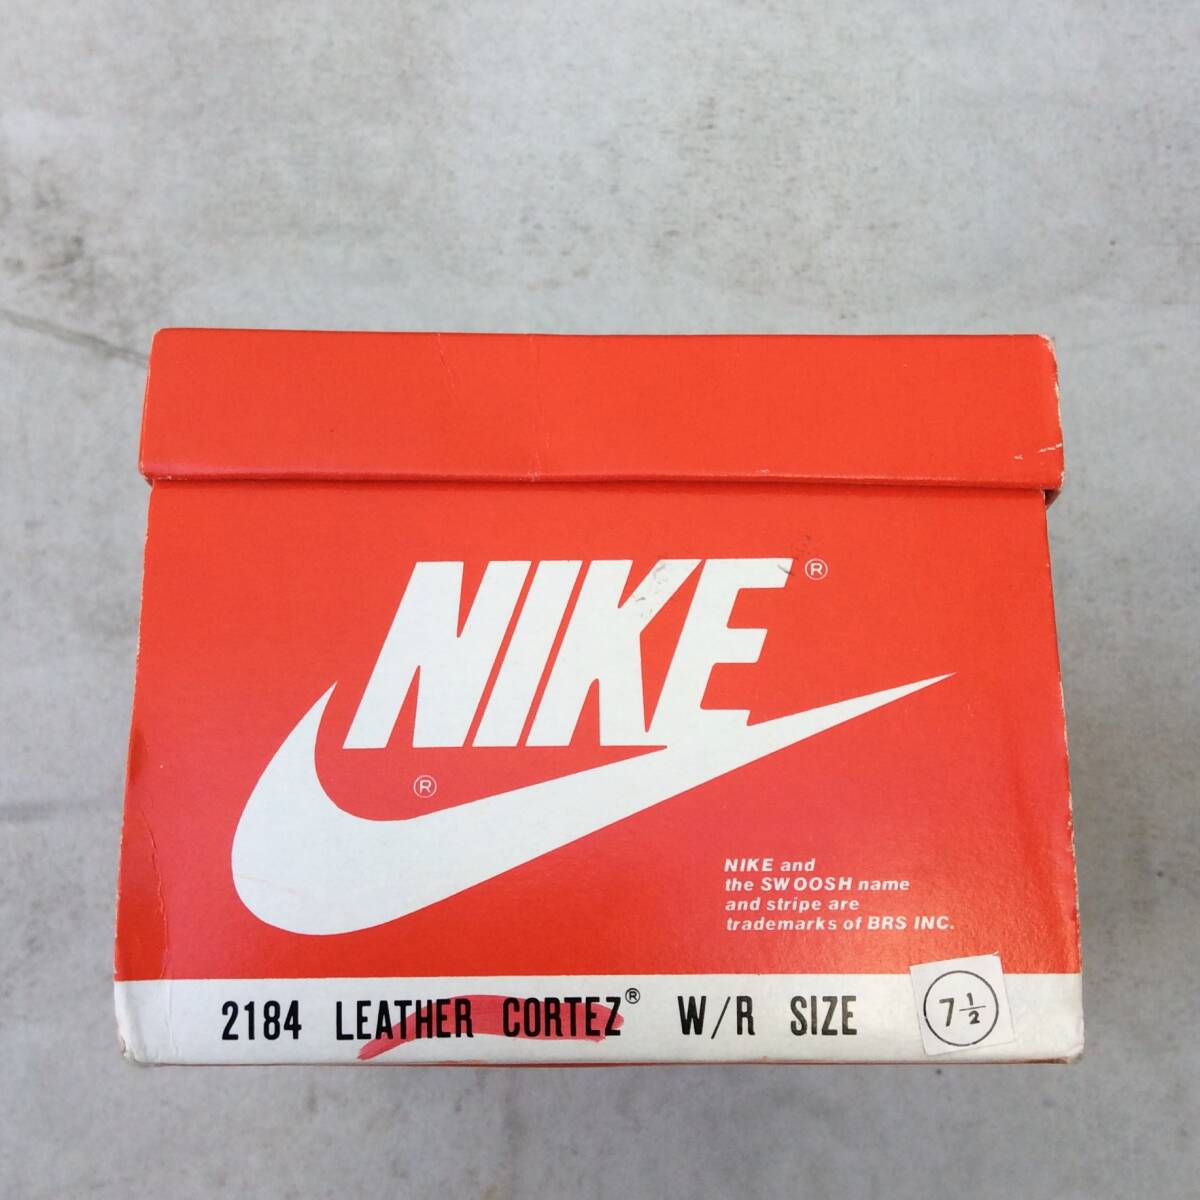 NIKE®
®
NIKE and
the SWOOSH name
and stripe are
trademarks of BRS INC.
2184 LEATHER CORTEZ® W/R SIZE 7 1/2